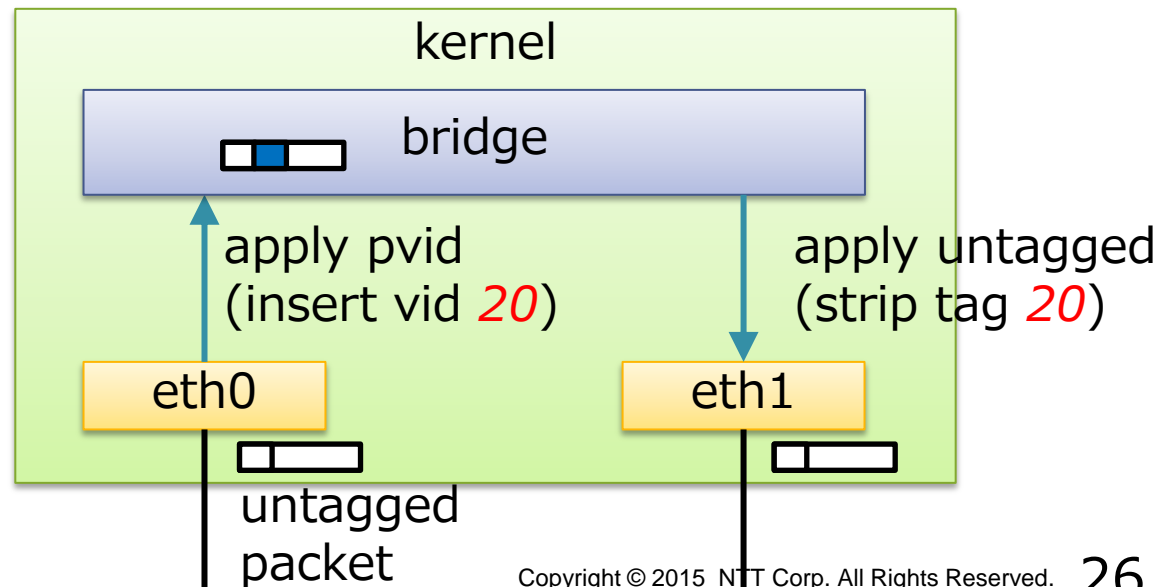 kernel
bridge
apply pvid
(insert vid 20)
apply untagged
(strip tag 20)
eth0
eth1
untagged
packet
Copyright © 2015 NTT Corp. All Rights Reserved.
26